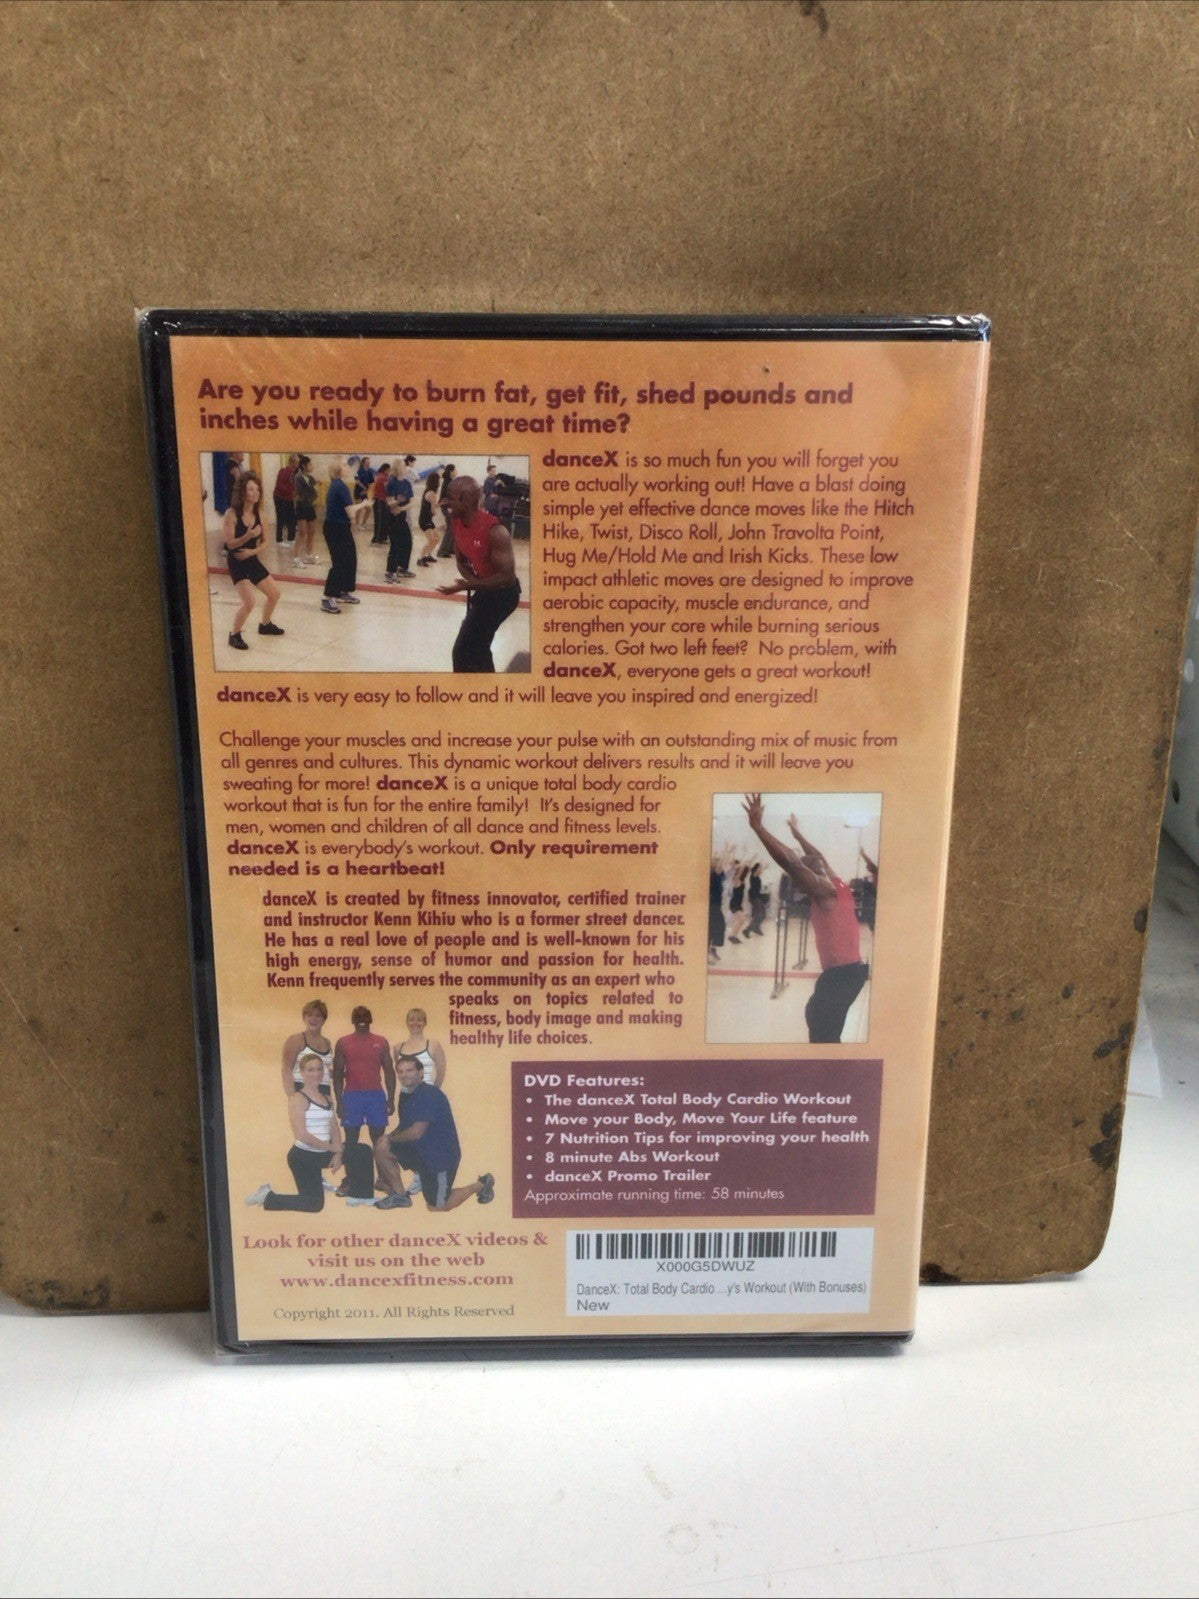 Are you ready to burn fat, get fit, shed pounds and
inches while having a great time?
danceX is so much fun you will forget you
are actually working out! Have a blast doing
simple yet effective dance moves like the Hitch
Hike, Twist, Disco Roll, John Travolta Point,
Hug Me/Hold Me and Irish Kicks. These low
impact athletic moves are designed to improve
aerobic capacity, muscle endurance, and
strengthen your core while burning serious
calories. Got two left feet? No problem, with
danceX, everyone gets a great workout!
danceX is very easy to follow and it will leave you inspired and energized!
Challenge your muscles and increase your pulse with an outstanding mix of music from
all genres and cultures. This dynamic workout delivers results and it will leave you
sweating for more! danceX is a unique total body cardio
workout that is fun for the entire family! It's designed for
men, women and children of all dance and fitness levels.
danceX is everybody's workout. Only requirement
needed is a heartbeat!
danceX is created by fitness innovator, certified trainer
and instructor Kenn Kihiu who is a former street dancer.
He has a real love of people and is well-known for his
high energy, sense of humor and passion for health.
Kenn frequently serves the community as an expert who
speaks on topics related to
fitness, body image and making
healthy life choices.
DVD Features:
• The danceX Total Body Cardio Workout
• Move your Body, Move Your Life feature
• 7 Nutrition Tips for improving your health
• 8 minute Abs Workout
• danceX Promo Trailer
Approximate running time: 58 minutes
Look for other danceX videos &
visit us on the web
www.dancexfitness.com
Copyright 2011. All Rights Reserved
X000G5DWUZ
DanceX: Total Body Cardio ...y's Workout (With Bonuses)
New